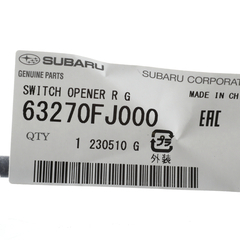 SUBARU
GENUINE PARTS
SUBARU CORPORAT
SWITCH OPENER R G
MADE IN CH
63270FJ000
EAC
QTY
1 230510 G
プラ
外装